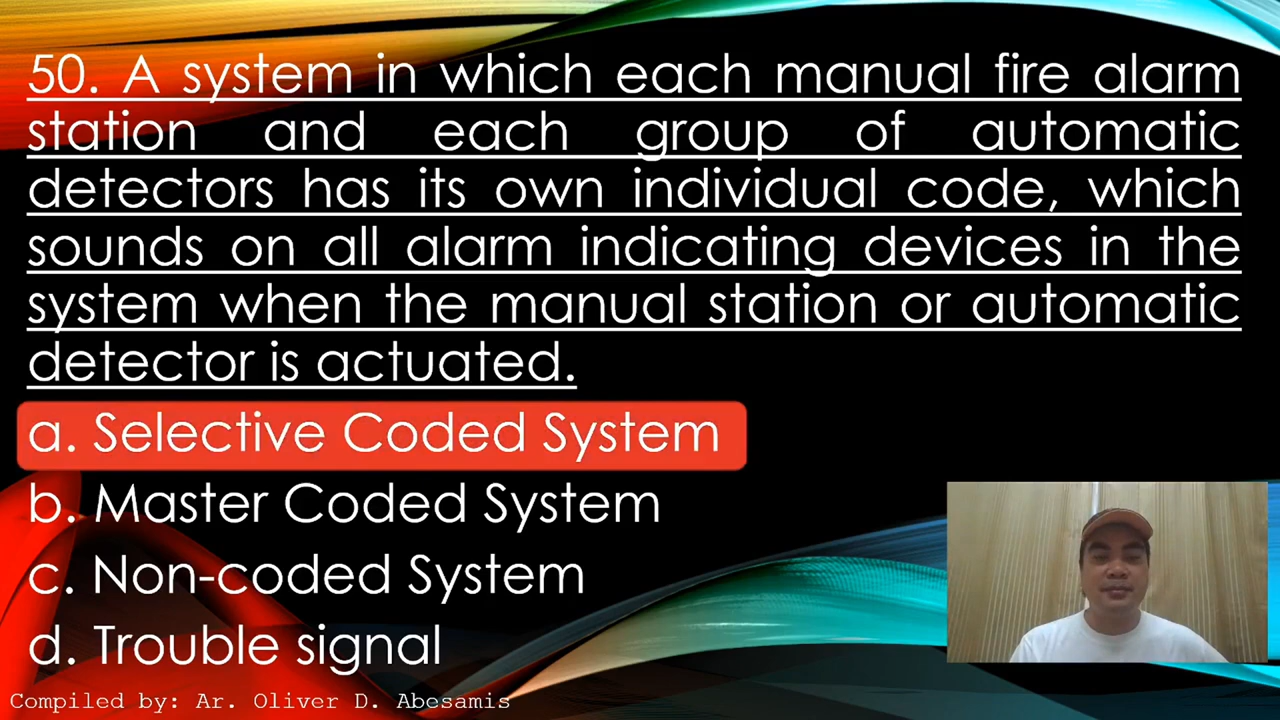 50. A system in which each manual fire alarm
station and each group of automatic
detectors has its own individual code, which
sounds on all alarm indicating devices in the
system when the manual station or automatic
detector is actuated.
a. Selective Coded System
b. Master Coded System
c. Non-coded System
d. Trouble signal
Compiled by: Ar. Oliver D. Abesamis